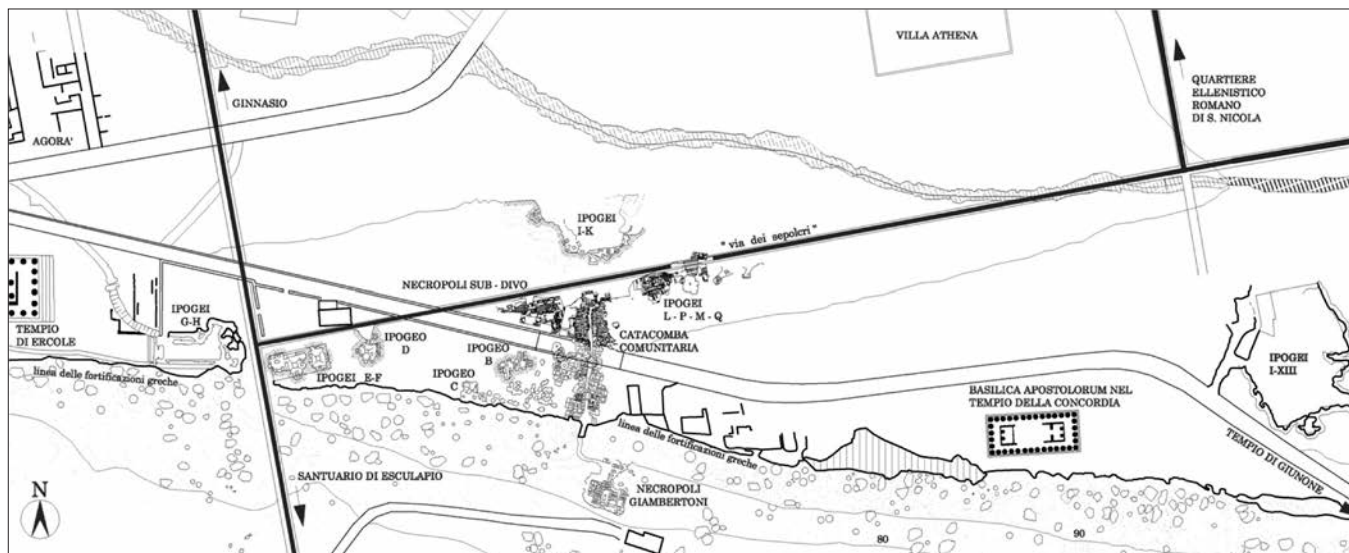 VILLA ATHENA
QUARTIERE
ELLENISTICO
ROMANO
DI S. NICOLA
GINNASIO
AGORA'
IPOGEI
I-K
"via dei sepolcri"
NECROPOLI SUB - DIVO
IPOGEI
G-H
IPOGEI
L - P - M - Q
TEMPIO
DI ERCOLE
CATACOMBA
COMUNITARIA
IPOGEO
D
IPOGEO
B
IPOGEI
I-XIII
linea delle fortificazioni greche
IPOGEI E-F
IPOGEO
C
BASILICA APOSTOLORUM NEL
TEMPIO DELLA CONCORDIA
linea delle fortificazioni greche
TEMPIO DI GIUNONE
SANTUARIO DI ESCULAPIO
NECROPOLI
GIAMBERTONI
N
80
90